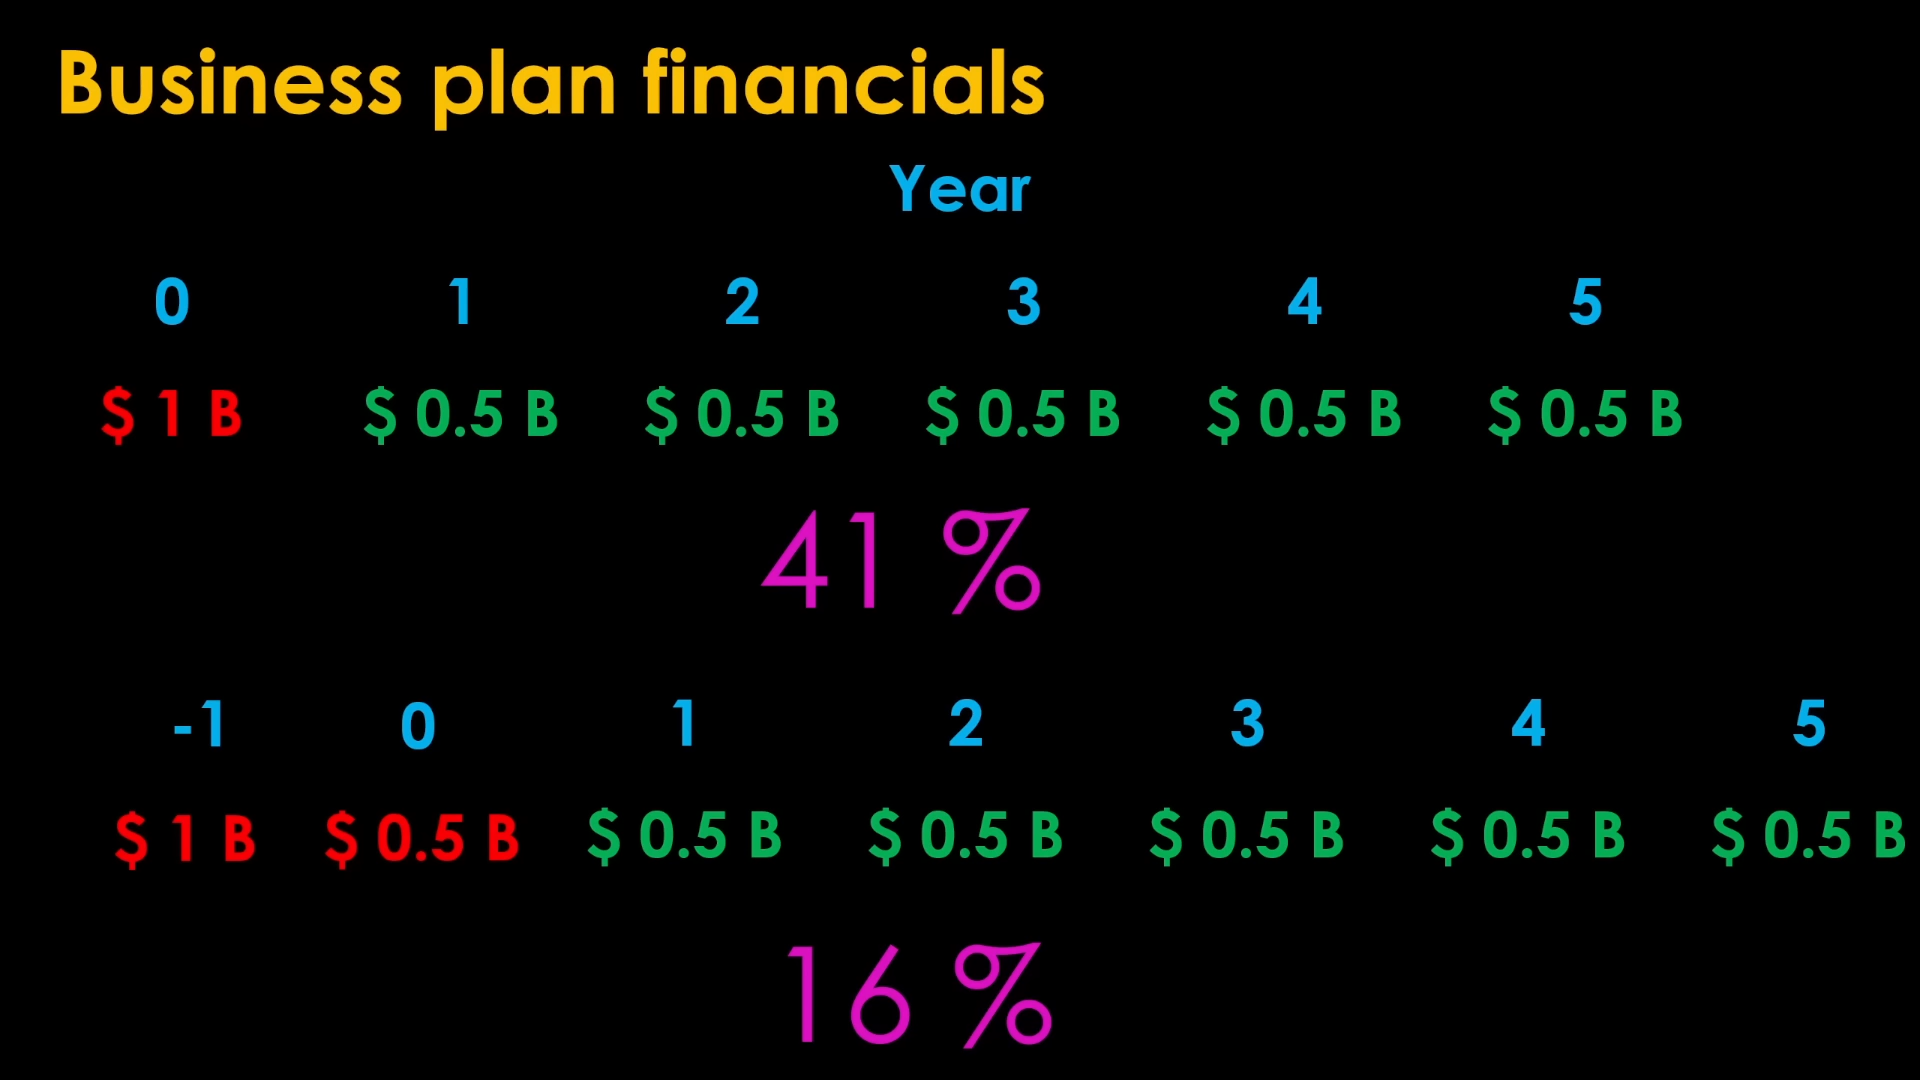 Business plan financials
Year
0 1 2 3 4 5
$ 1 B $ 0.5 B $ 0.5 B $ 0.5 B $ 0.5 B $ 0.5 B
41 %
-1 0 1 2 3 4 5
$ 1 B $ 0.5 B $ 0.5 B $ 0.5 B $ 0.5 B $ 0.5 B $ 0.5 B
16 %